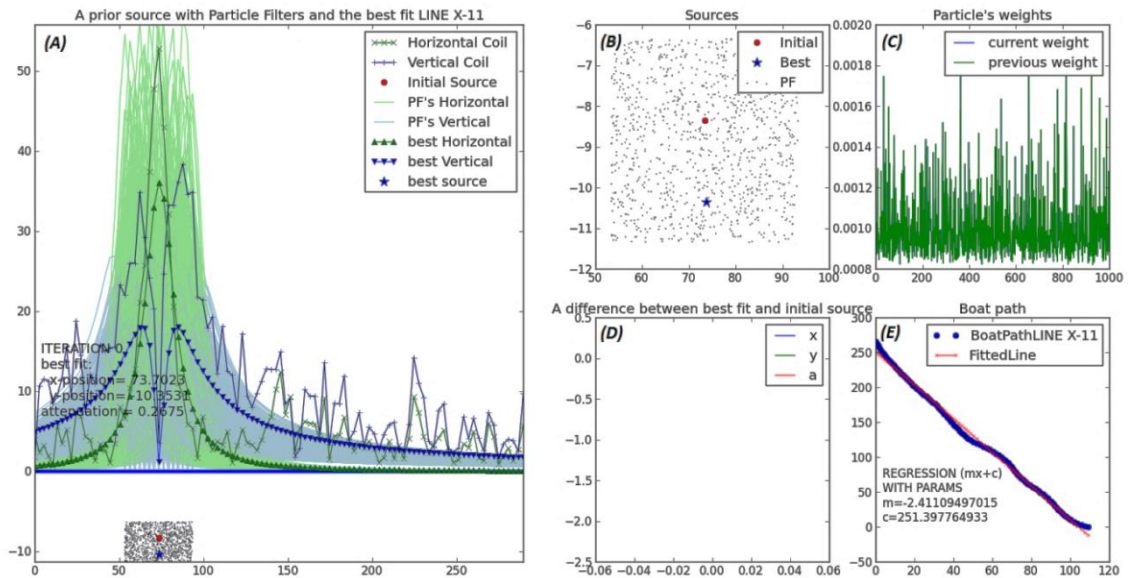 A prior source with Particle Filters and the best fit LINE X-11
(A)
Horizontal Coil
Vertical Coil
Initial Source
PF's Horizontal
PF's Vertical
best Horizontal
best Vertical
best source
ITERATION 0
best fit:
x-position= 73.7023
-position= -10.3531
attenuation = 0.2675
50
40
30
20
10
0
−10
0 50 100 150 200 250
Sources
(B)
Initial
Best
PF
−6
−7
−8
−9
−10
−11
−12
50 60 70 80 90 100
Particle's weights
(C)
current weight
previous weight
0.0020
0.0018
0.0016
0.0014
0.0012
0.0010
0.0008
0 200 400 600 800 1000
A difference between best fit and initial source
(D)
x
y
a
0.5
0.0
−0.5
−1.0
−1.5
−2.0
−2.5
−0.06 −0.04 −0.02 0.00 0.02 0.04 0.06
Boat path
(E)
BoatPathLINE X-11
FittedLine
REGRESSION (mx+c)
WITH PARAMS
m=-2.41109497015
c=251.397764933
300
250
200
150
100
50
0
−50
0 20 40 60 80 100 120